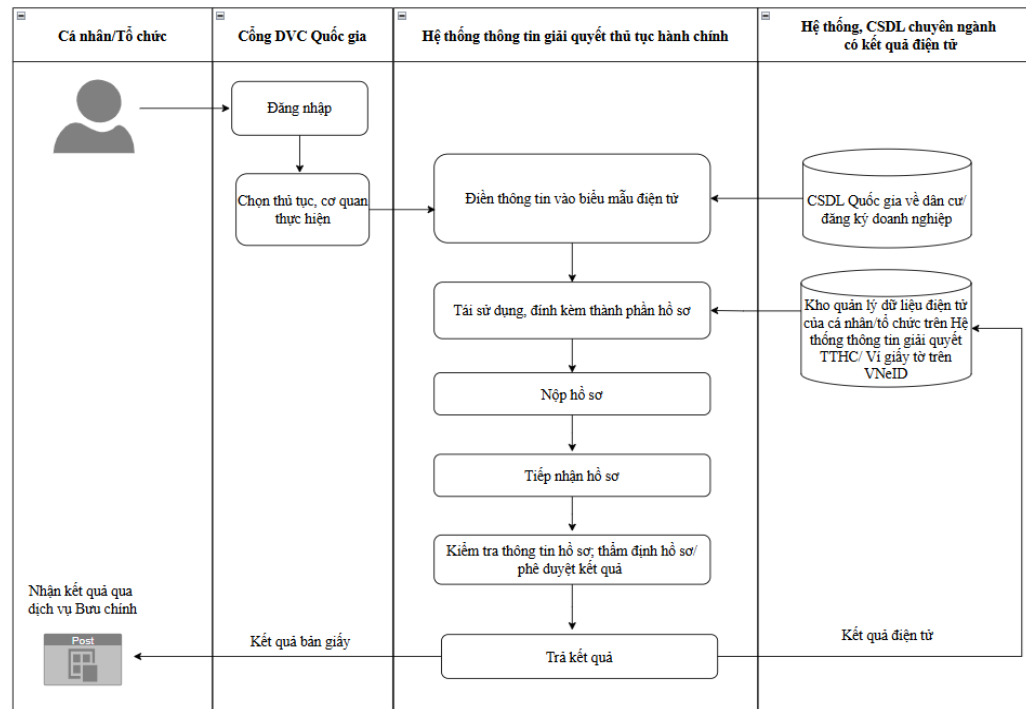 Cá nhân/Tổ chức
Cổng DVC Quốc gia
Hệ thống thông tin giải quyết thủ tục hành chính
Hệ thống, CSDL chuyên ngành
có kết quả điện tử
Đăng nhập
Chọn thủ tục, cơ quan
thực hiện
Điền thông tin vào biểu mẫu điện tử
CSDL Quốc gia về dân cư/
đăng ký doanh nghiệp
Tái sử dụng, đính kèm thành phần hồ sơ
Kho quản lý dữ liệu điện tử
của cá nhân/tổ chức trên Hệ
thống thông tin giải quyết
TTHC/ Ví giấy tờ trên
VNeID
Nộp hồ sơ
Tiếp nhận hồ sơ
Kiểm tra thông tin hồ sơ; thẩm định hồ sơ/
phê duyệt kết quả
Nhận kết quả qua
dịch vụ Bưu chính
Post
Kết quả bản giấy
Trả kết quả
Kết quả điện tử